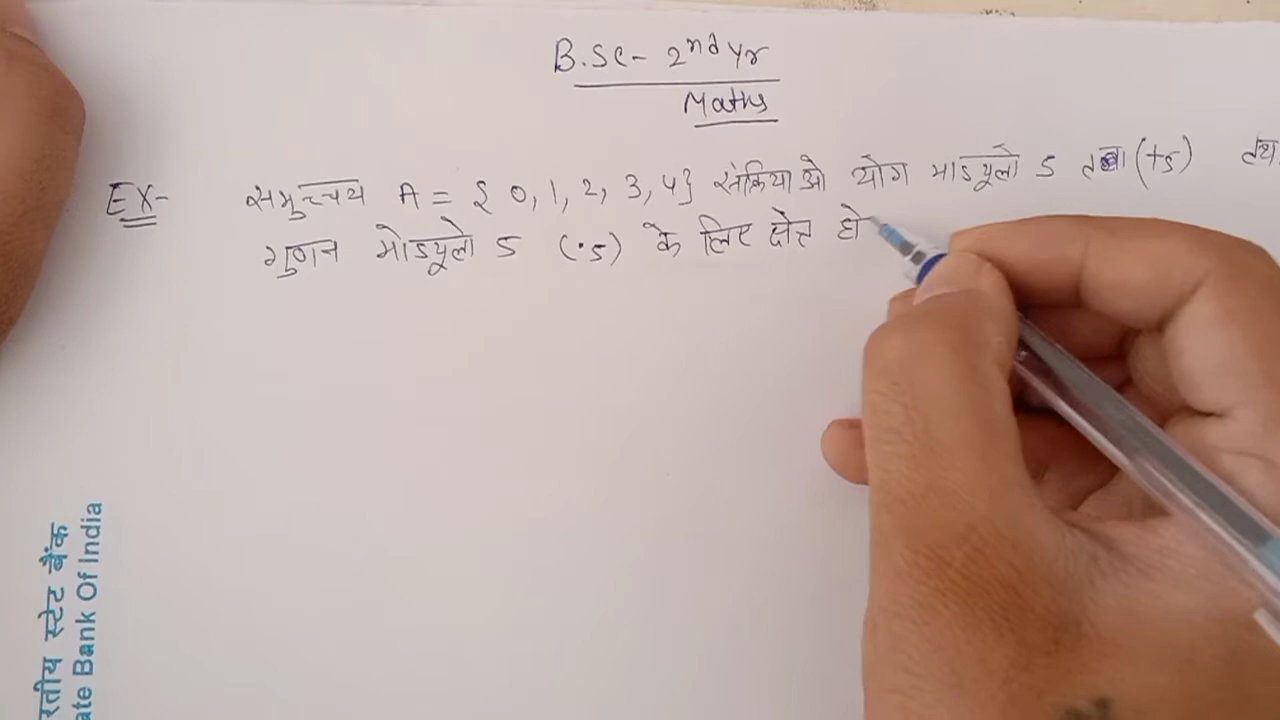 B.Sc- 2nd Yr
Maths
Ex- समुच्चय A = { 0, 1, 2, 3, 4} संक्रियाओ योग माड्यूलो 5 (+5) तथ
गुणन मोड्यूलो 5 (·5) के लिए क्षेत्र हो
रतीय स्टेट बैंक
ate Bank Of India